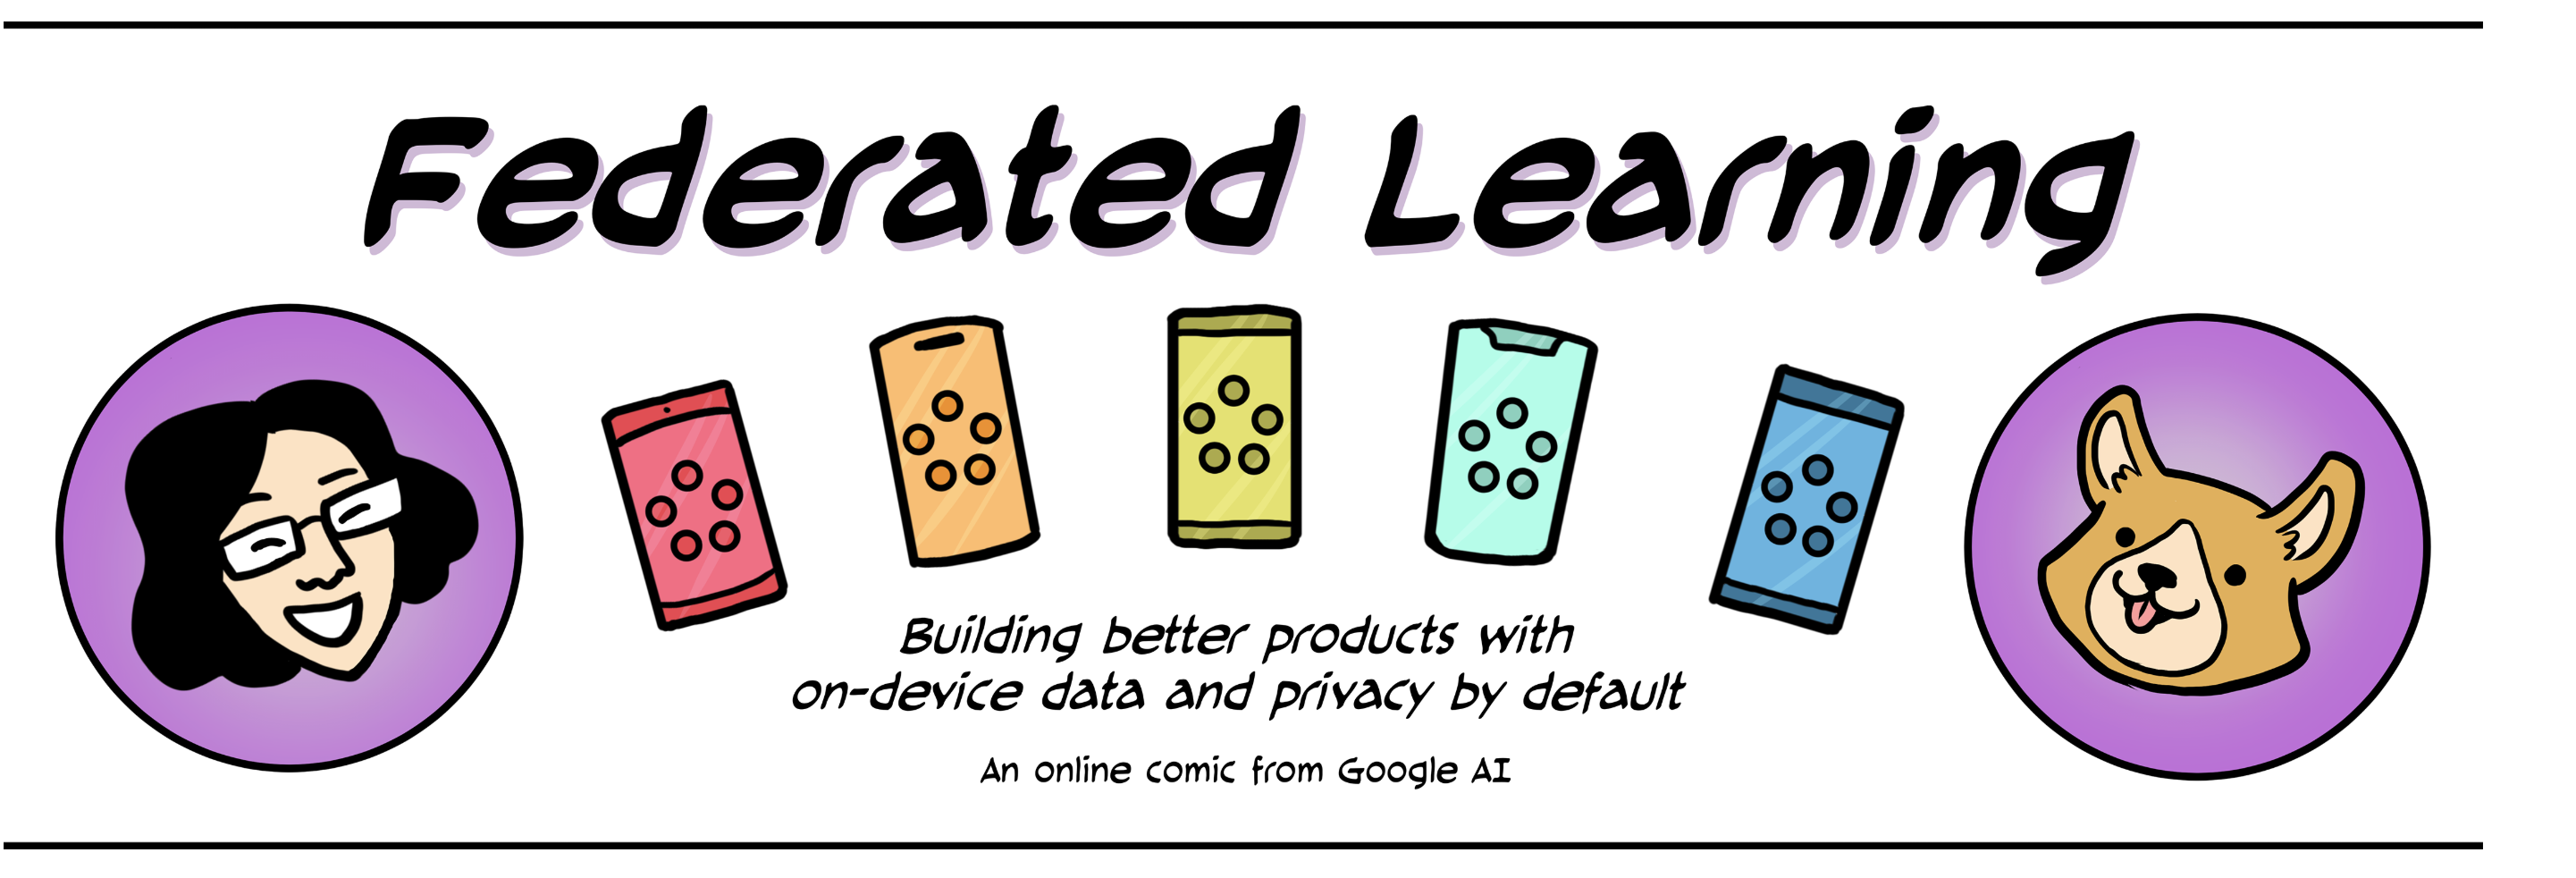 Federated Learning
Building better products with
on-device data and privacy by default
An online comic from Google AI